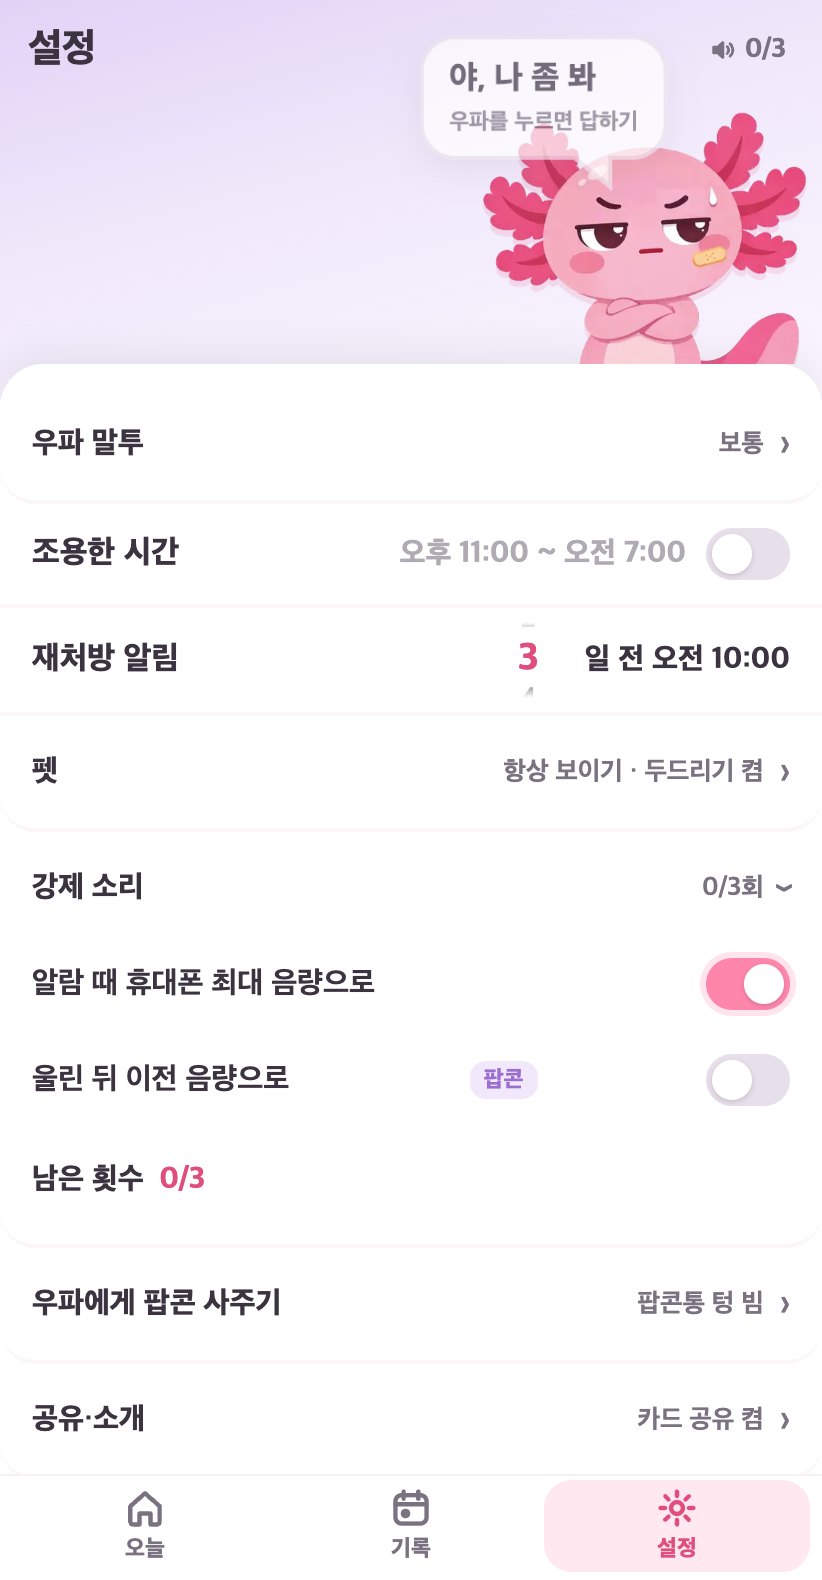 설정
0/3
야, 나 좀 봐
우파를 누르면 답하기
우파 말투 보통
조용한 시간 오후 11:00 ~ 오전 7:00
재처방 알림 3 일 전 오전 10:00
펫 항상 보이기 · 두드리기 켬
강제 소리 0/3회
알람 때 휴대폰 최대 음량으로
울린 뒤 이전 음량으로 팝콘
남은 횟수 0/3
우파에게 팝콘 사주기 팝콘통 텅 빔
공유·소개 카드 공유 켬
오늘 기록 설정